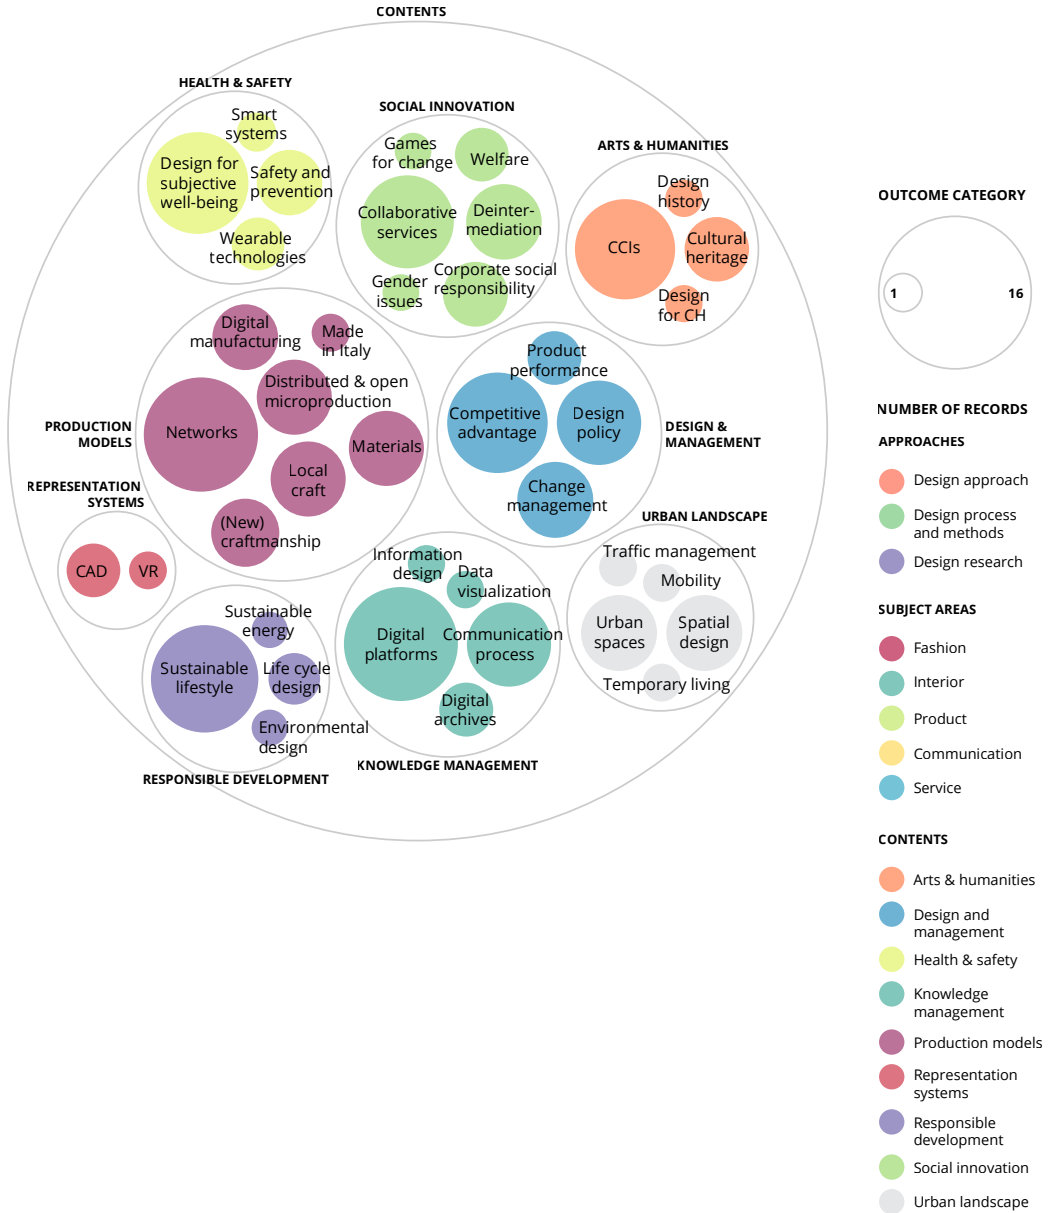 CONTENTS
HEALTH & SAFETY
Smart
systems
Design for
subjective
well-being
Safety and
prevention
Wearable
technologies
SOCIAL INNOVATION
Games
for change
Welfare
Collaborative
services
Deinter-
mediation
Gender
issues
Corporate social
responsibility
ARTS & HUMANITIES
Design
history
CCIs
Cultural
heritage
Design
for CH
PRODUCTION
MODELS
Digital
manufacturing
Made
in Italy
Distributed & open
microproduction
Networks
Materials
Local
craft
(New)
craftmanship
DESIGN &
MANAGEMENT
Product
performance
Competitive
advantage
Design
policy
Change
management
REPRESENTATION
SYSTEMS
CAD
VR
URBAN LANDSCAPE
Traffic management
Mobility
Urban
spaces
Spatial
design
Temporary living
Information
design
Data
visualization
Digital
platforms
Communication
process
Digital
archives
KNOWLEDGE MANAGEMENT
Sustainable
energy
Sustainable
lifestyle
Life cycle
design
Environmental
design
RESPONSIBLE DEVELOPMENT
OUTCOME CATEGORY
1
16
NUMBER OF RECORDS
APPROACHES
Design approach
Design process
and methods
Design research
SUBJECT AREAS
Fashion
Interior
Product
Communication
Service
CONTENTS
Arts & humanities
Design and
management
Health & safety
Knowledge
management
Production models
Representation
systems
Responsible
development
Social innovation
Urban landscape